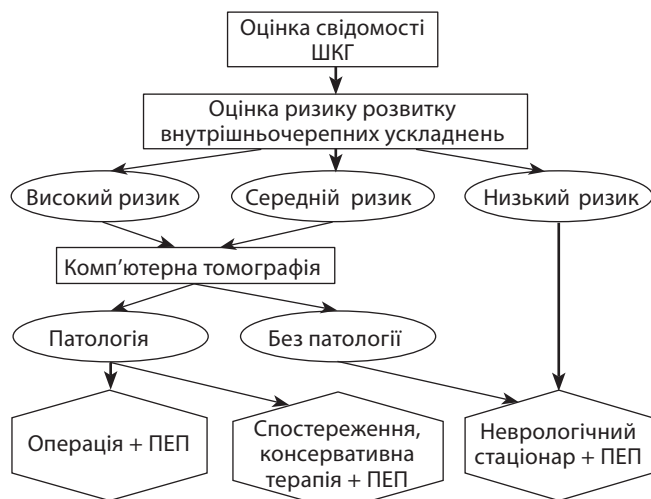 Оцінка свідомості
ШКГ
Оцінка ризику розвитку
внутрішньочерепних ускладнень
Високий ризик
Середній ризик
Низький ризик
Комп’ютерна томографія
Патологія
Без патології
Операція + ПЕП
Спостереження,
консервативна
терапія + ПЕП
Неврологічний
стаціонар + ПЕП